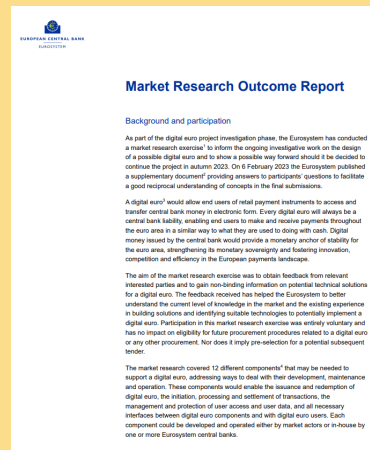 EUROPEAN CENTRAL BANK
EUROSYSTEM
Market Research Outcome Report
Background and participation
As part of the digital euro project investigation phase, the Eurosystem has conducted
a market research exercise¹ to inform the ongoing investigative work on the design
of a possible digital euro and to show a possible way forward should it be decided to
continue the project in autumn 2023. On 6 February 2023 the Eurosystem published
a supplementary document² providing answers to participants' questions to facilitate
a good reciprocal understanding of concepts in the final submissions.
A digital euro³ would allow end users of retail payment instruments to access and
transfer central bank money in electronic form. Every digital euro will always be a
central bank liability, enabling end users to make and receive payments throughout
the euro area in a similar way to what they are used to doing with cash. Digital
money issued by the central bank would provide a monetary anchor of stability for
the euro area, strengthening its monetary sovereignty and fostering innovation,
competition and efficiency in the European payments landscape.
The aim of the market research exercise was to obtain feedback from relevant
interested parties and to gain non-binding information on potential technical solutions
for a digital euro. The feedback received has helped the Eurosystem to better
understand the current level of knowledge in the market and the existing experience
in building solutions and identifying suitable technologies to potentially implement a
digital euro. Participation in this market research exercise was entirely voluntary and
has no impact on eligibility for future procurement procedures related to a digital euro
or any other procurement. Nor does it imply pre-selection for a potential subsequent
tender.
The market research covered 12 different components⁴ that may be needed to
support a digital euro, addressing ways to deal with their development, maintenance
and operation. These components would enable the issuance and redemption of
digital euro, the initiation, processing and settlement of transactions, the
management and protection of user access and user data, and all necessary
interfaces between digital euro components and with digital euro users. Each
component could be developed and operated either by market actors or in-house by
one or more Eurosystem central banks.